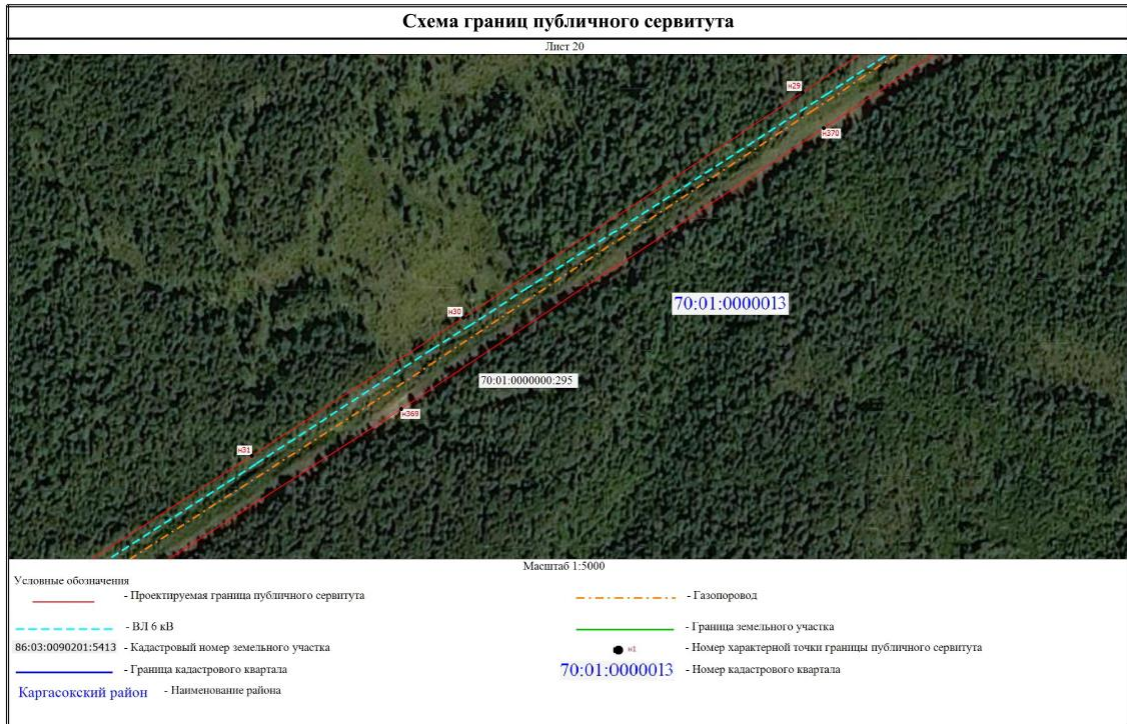 Схема границ публичного сервитута
Лист 20
н29
н370
70:01:0000013
н30
70:01:0000000:295
н369
н31
Масштаб 1:5000
Условные обозначения
- Проектируемая граница публичного сервитута
- Газопоровод
- ВЛ 6 кВ
- Граница земельного участка
86:03:0090201:5413 - Кадастровый номер земельного участка
н1 - Номер характерной точки границы публичного сервитута
- Граница кадастрового квартала
70:01:0000013 - Номер кадастрового квартала
Каргасокский район - Наименование района